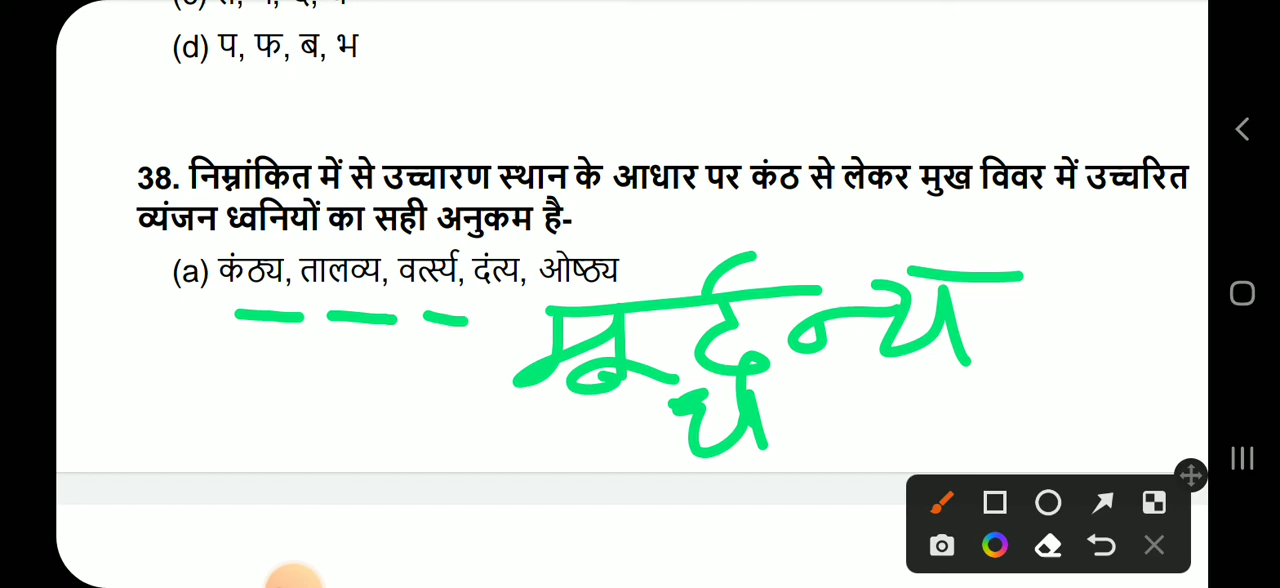 (d) प, फ, ब, भ
38. निम्नांकित में से उच्चारण स्थान के आधार पर कंठ से लेकर मुख विवर में उच्चरित
व्यंजन ध्वनियों का सही अनुकम है-
(a) कंठ्य, तालव्य, वर्त्स्य, दंत्य, ओष्ठ्य
मूर्द्धन्य